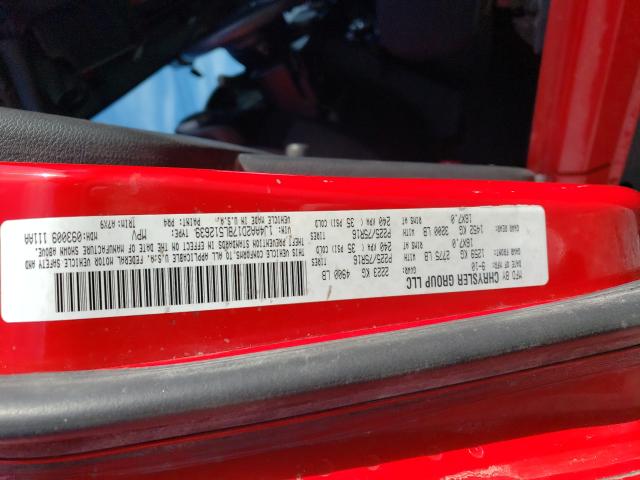 MFD BY CHRYSLER GROUP LLC
DATE OF MFR: 9-10 GVWR: 2223 KG 4900 LB
GAWR FRONT: 1259 KG 2775 LB WITH TIRES P225/75R16
16X7.0 RIMS AT 240 KPA 35 PSI COLD
GAWR REAR: 1452 KG 3200 LB WITH TIRES P225/75R16
16X7.0 RIMS AT 240 KPA 35 PSI COLD
THIS VEHICLE CONFORMS TO ALL APPLICABLE FEDERAL MOTOR VEHICLE SAFETY AND
THEFT PREVENTION STANDARDS IN EFFECT ON THE DATE OF MANUFACTURE SHOWN ABOVE.
VIN: 1J4AA2D17BL515639 TYPE: MPV MDH: 093009 111AA
VEHICLE MADE IN U.S.A. PAINT: PR4 TRIM: A7X9